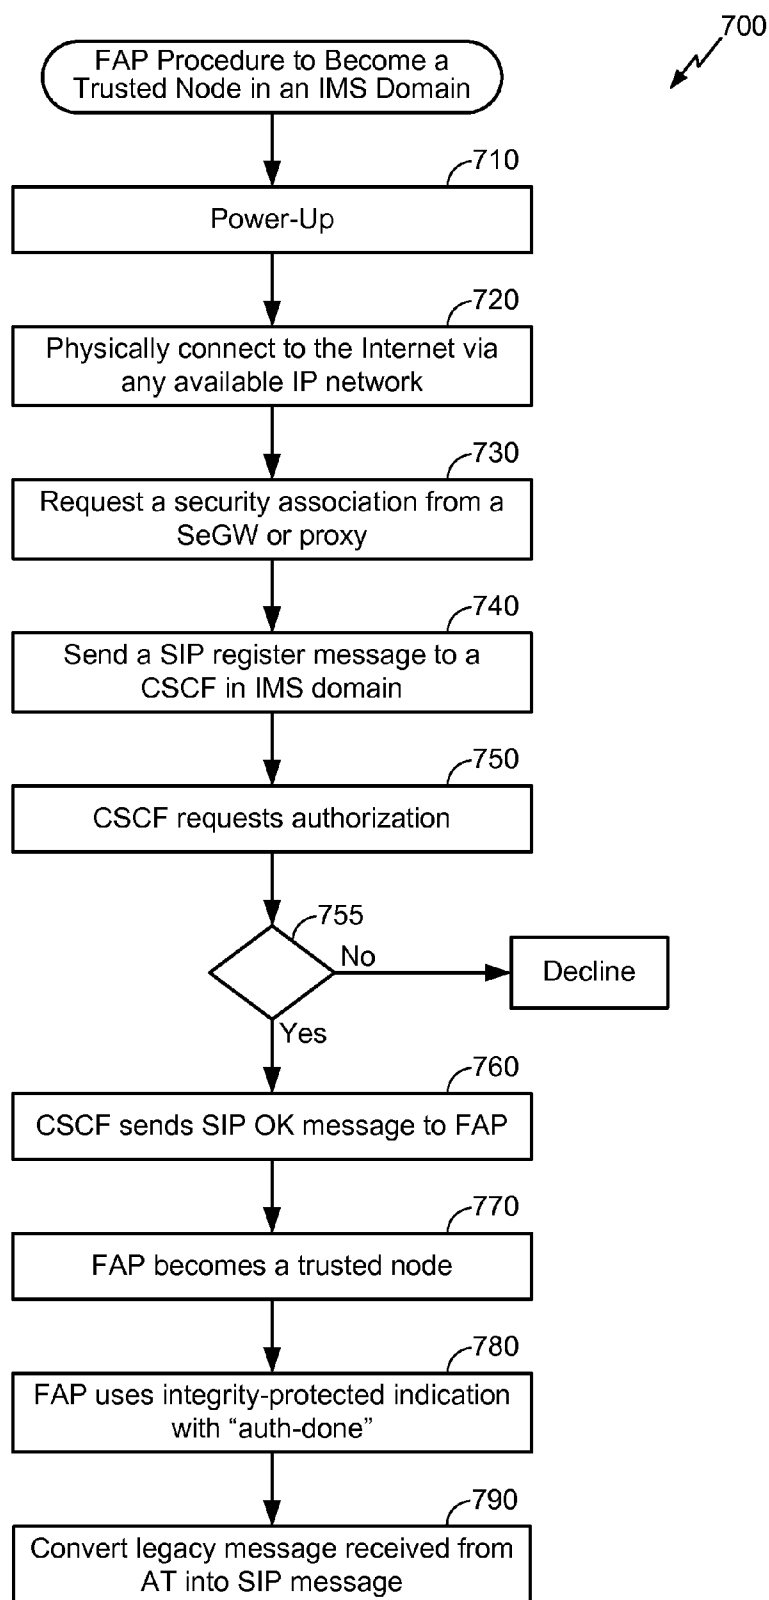 700
FAP Procedure to Become a
Trusted Node in an IMS Domain
710
Power-Up
720
Physically connect to the Internet via
any available IP network
730
Request a security association from a
SeGW or proxy
740
Send a SIP register message to a
CSCF in IMS domain
750
CSCF requests authorization
755
No
Decline
Yes
760
CSCF sends SIP OK message to FAP
770
FAP becomes a trusted node
780
FAP uses integrity-protected indication
with “auth-done”
790
Convert legacy message received from
AT into SIP message